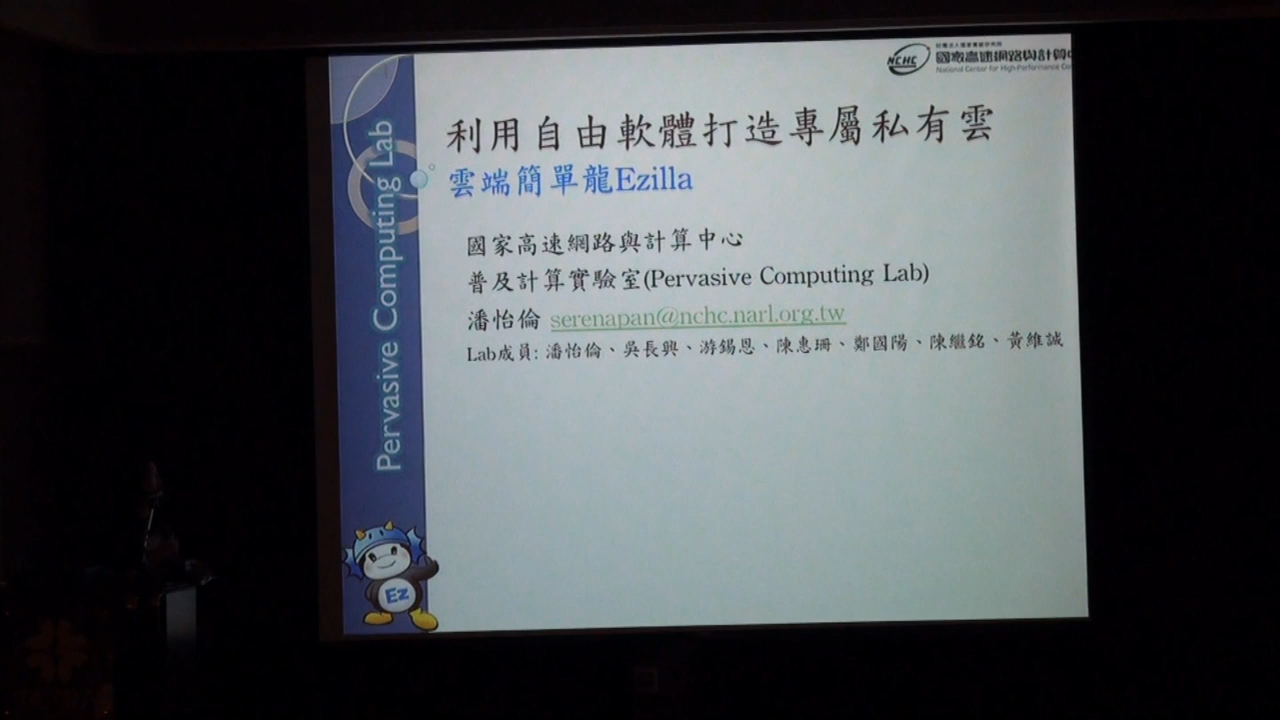 Pervasive Computing Lab
NCHC
財團法人國家實驗研究院
國家高速網路與計算中
National Center for High-Performance Co
利用自由軟體打造專屬私有雲
雲端簡單龍Ezilla
國家高速網路與計算中心
普及計算實驗室(Pervasive Computing Lab)
潘怡倫 serenapan@nchc.narl.org.tw
Lab成員: 潘怡倫、吳長興、游錫恩、陳惠珊、鄭國陽、陳繼銘、黃維誠
Ez